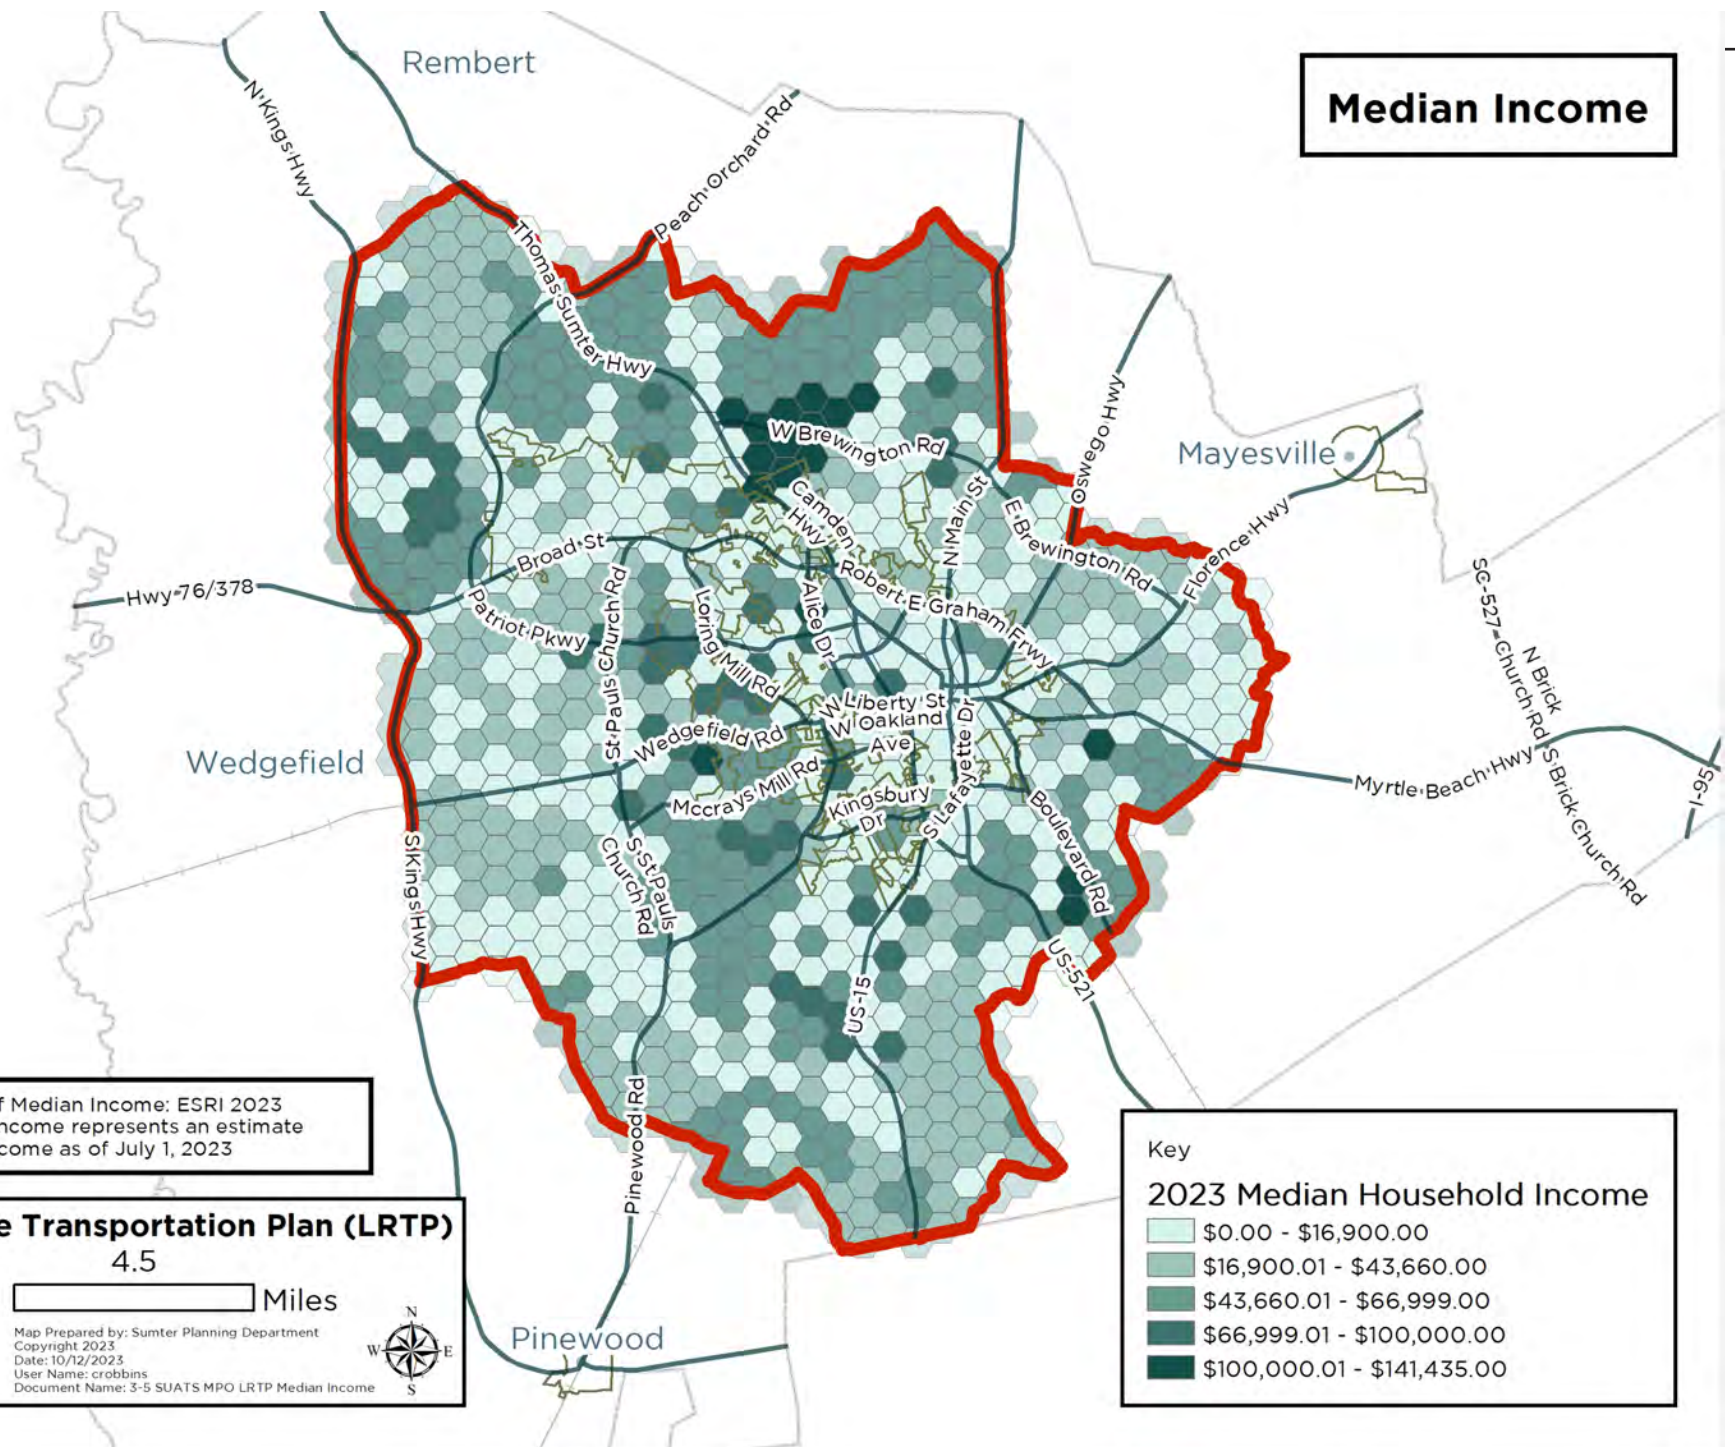 Rembert
Median Income
N Kings Hwy
Peach Orchard Rd
Thomas Sumter Hwy
Oswego Hwy
W Brewington Rd
Mayesville
Camden
Hwy
N Main St
E Brewington Rd
Florence Hwy
Broad St
Hwy 76/378
Patriot Pkwy
St Pauls Church Rd
Loring Mill Rd
Alice Dr
Robert E Graham Frwy
SC-527 Church Rd
N Brick
S Brick Church Rd
W Liberty St
W Oakland
Ave
Wedgefield Rd
Wedgefield
Mccrays Mill Rd
Kingsbury
Dr
S Lafayette Dr
Boulevard Rd
Myrtle Beach Hwy
I-95
S Kings Hwy
S St Pauls
Church Rd
US-15
US-521
Pinewood Rd
f Median Income: ESRI 2023
ncome represents an estimate
come as of July 1, 2023
e Transportation Plan (LRTP)
4.5
Miles
Map Prepared by: Sumter Planning Department
Copyright 2023
Date: 10/12/2023
User Name: crobbins
Document Name: 3-5 SUATS MPO LRTP Median Income
N
W
E
S
Pinewood
Key
2023 Median Household Income
$0.00 - $16,900.00
$16,900.01 - $43,660.00
$43,660.01 - $66,999.00
$66,999.01 - $100,000.00
$100,000.01 - $141,435.00